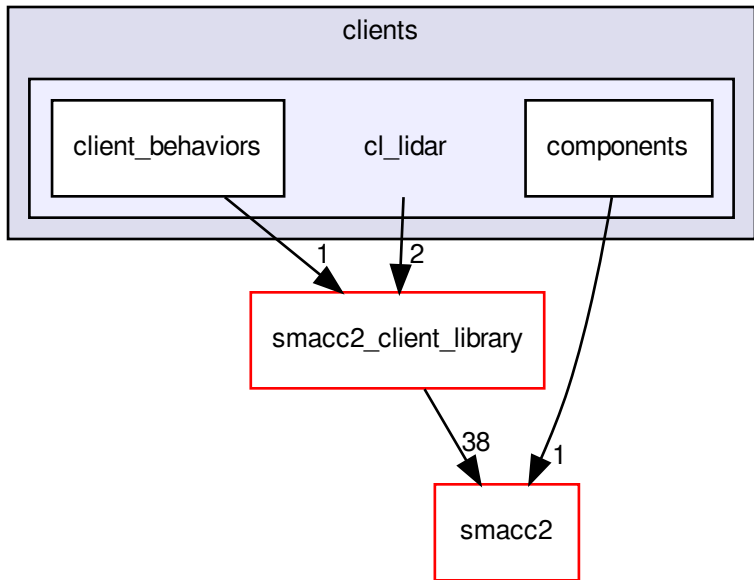 clients
client_behaviors
cl_lidar
components
1
2
smacc2_client_library
38
1
smacc2